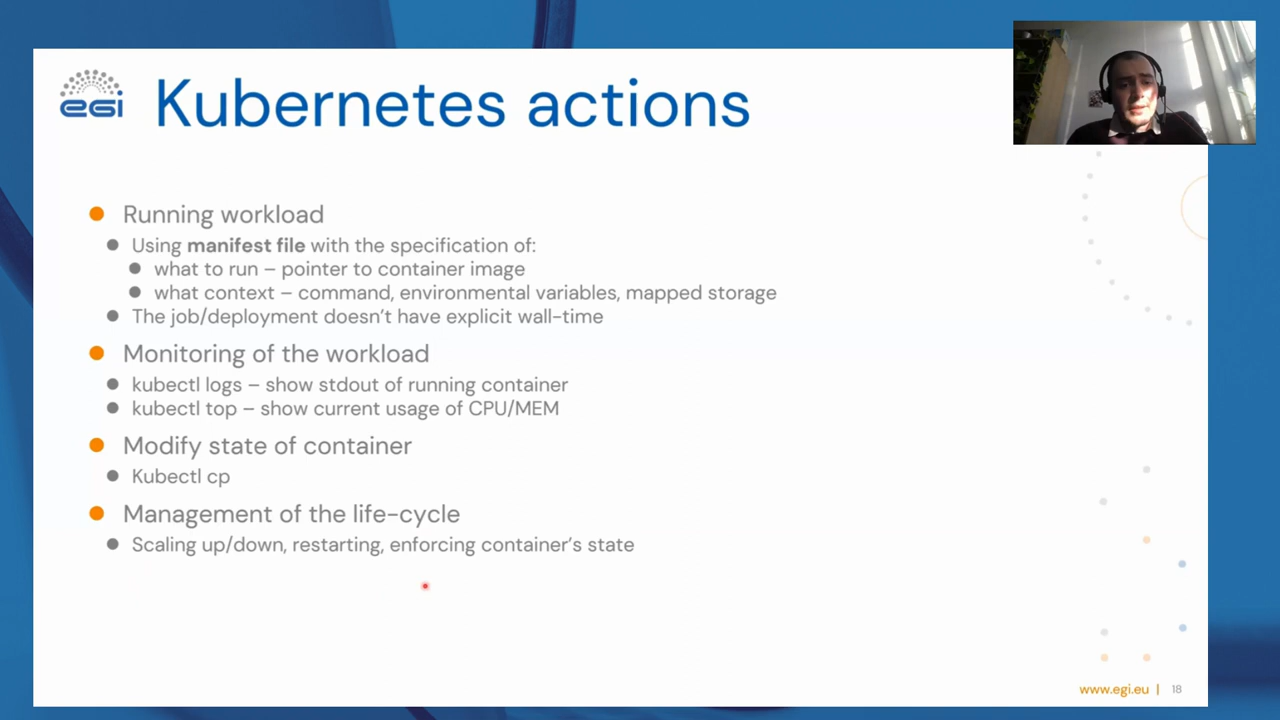 egi
Kubernetes actions
Running workload
Using manifest file with the specification of:
what to run – pointer to container image
what context – command, environmental variables, mapped storage
The job/deployment doesn’t have explicit wall-time
Monitoring of the workload
kubectl logs – show stdout of running container
kubectl top – show current usage of CPU/MEM
Modify state of container
Kubectl cp
Management of the life-cycle
Scaling up/down, restarting, enforcing container’s state
www.egi.eu | 18